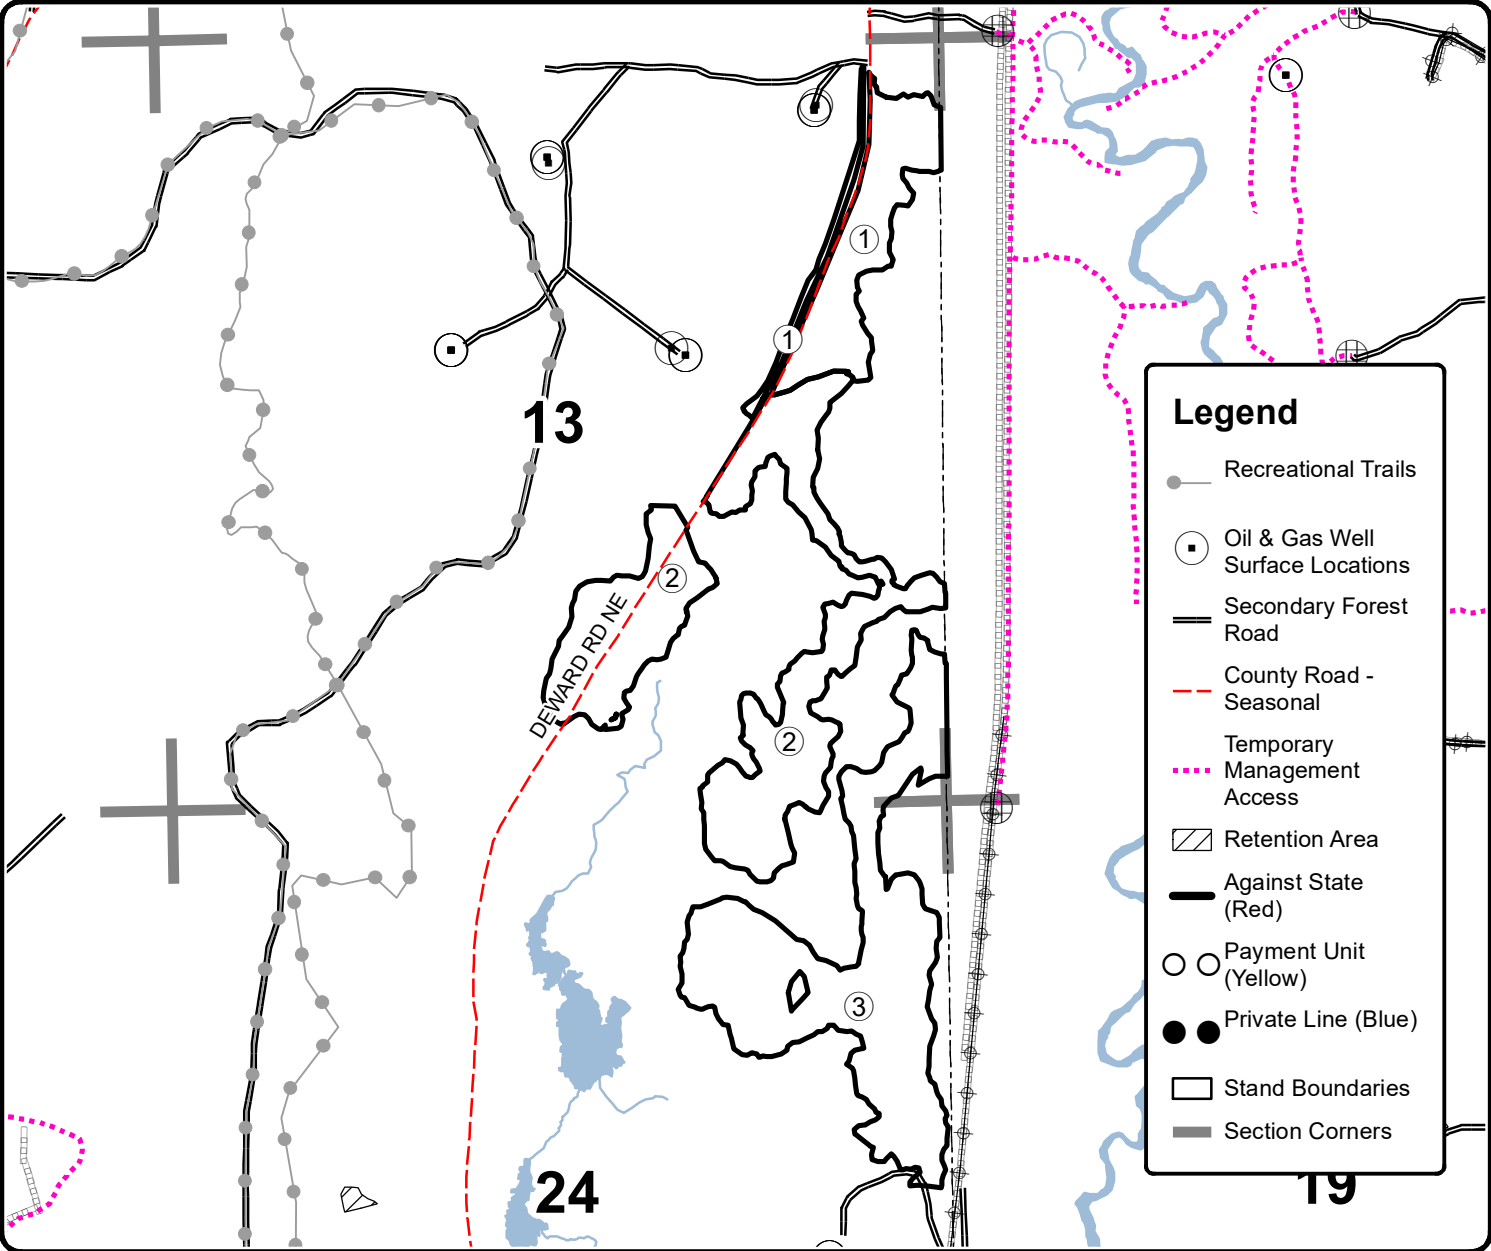 1
1
13
2
DEWARD RD NE
2
3
24
19
Legend
Recreational Trails
Oil & Gas Well
Surface Locations
Secondary Forest
Road
County Road -
Seasonal
Temporary
Management
Access
Retention Area
Against State
(Red)
Payment Unit
(Yellow)
Private Line (Blue)
Stand Boundaries
Section Corners